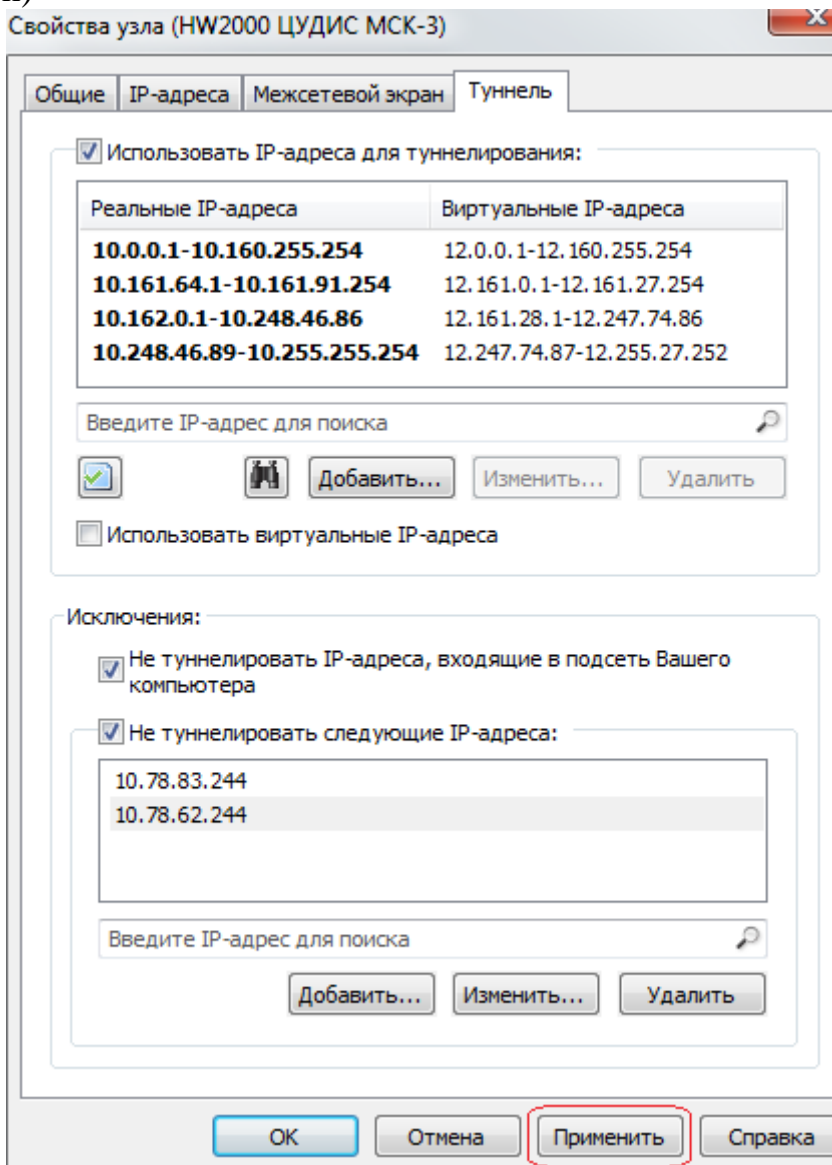 Свойства узла (HW2000 ЦУДИС МСК-3)
Общие IP-адреса Межсетевой экран Туннель
Использовать IP-адреса для туннелирования:
Реальные IP-адреса Виртуальные IP-адреса
10.0.0.1-10.160.255.254 12.0.0.1-12.160.255.254
10.161.64.1-10.161.91.254 12.161.0.1-12.161.27.254
10.162.0.1-10.248.46.86 12.161.28.1-12.247.74.86
10.248.46.89-10.255.255.254 12.247.74.87-12.255.27.252
Введите IP-адрес для поиска
Добавить... Изменить... Удалить
Использовать виртуальные IP-адреса
Исключения:
Не туннелировать IP-адреса, входящие в подсеть Вашего
компьютера
Не туннелировать следующие IP-адреса:
10.78.83.244
10.78.62.244
Введите IP-адрес для поиска
Добавить... Изменить... Удалить
OK Отмена Применить Справка